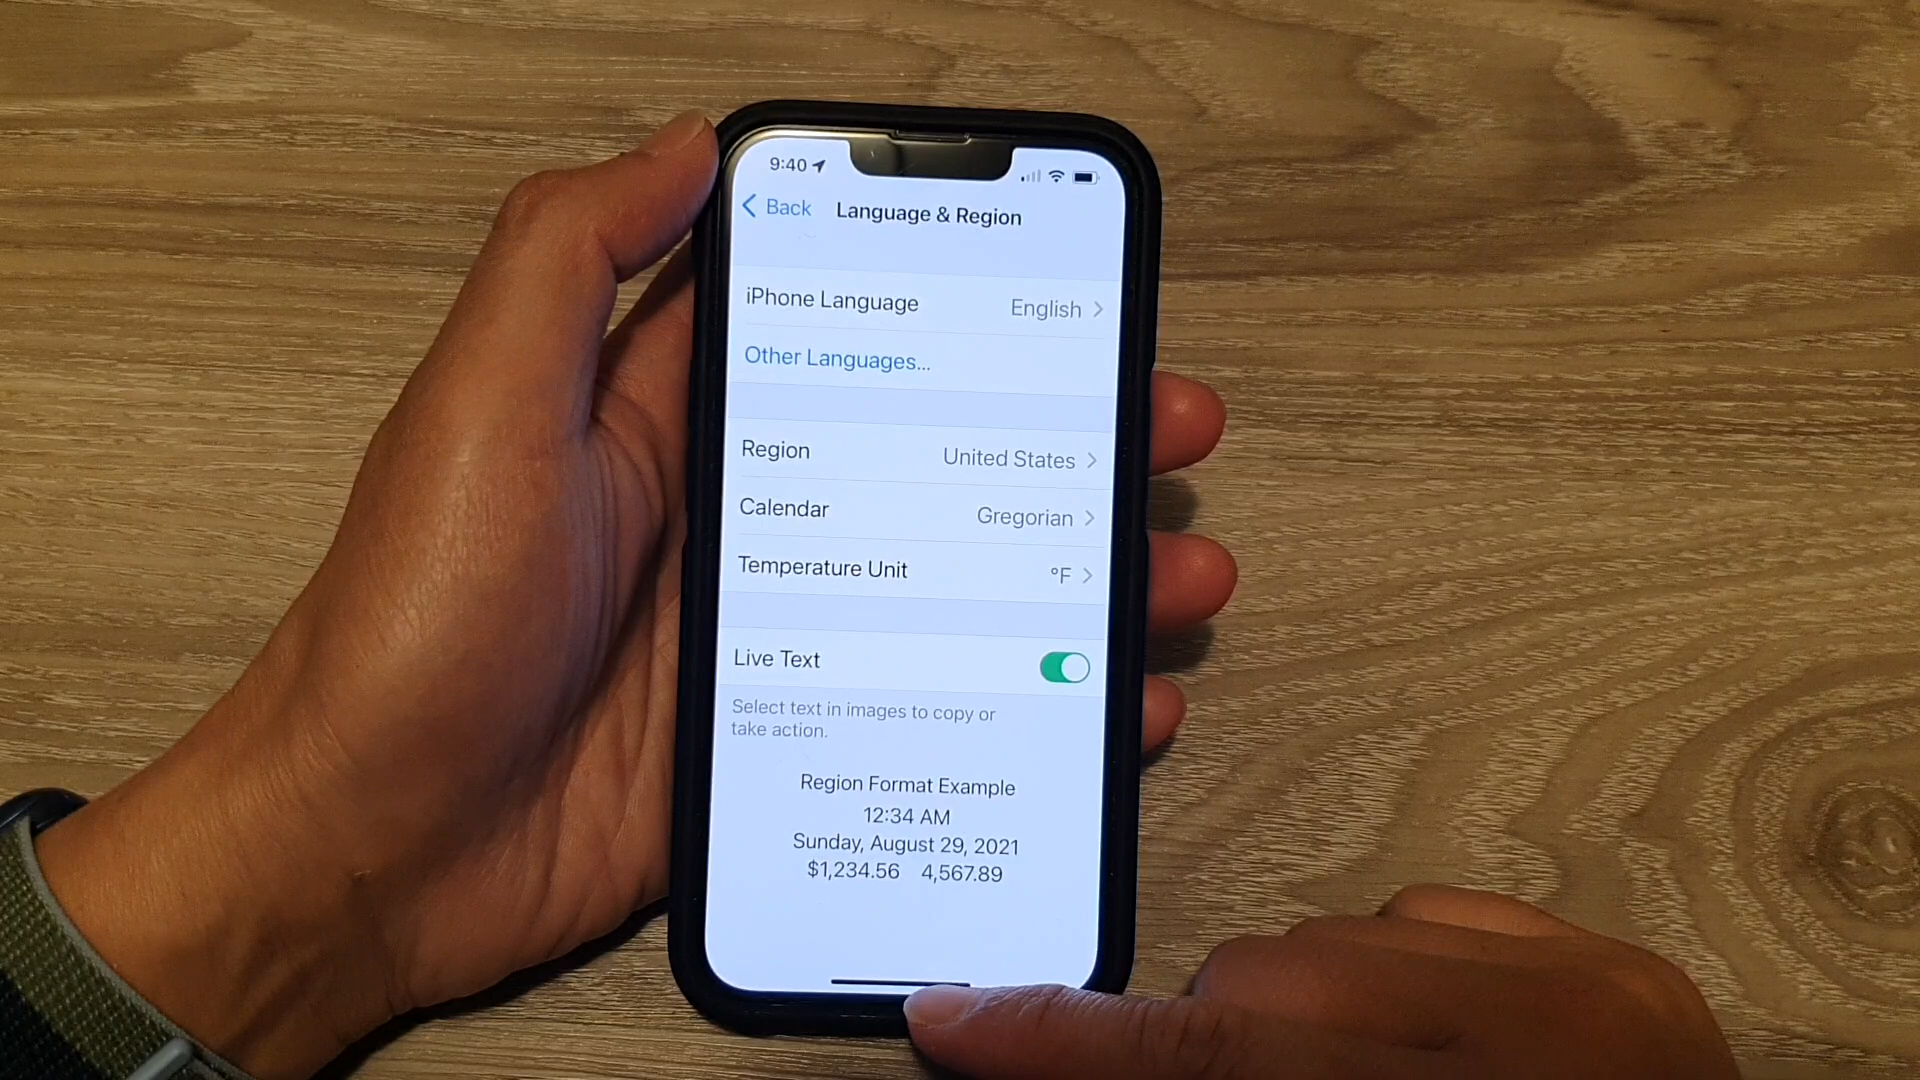 9:40
Back Language & Region
iPhone Language English
Other Languages...
Region United States
Calendar Gregorian
Temperature Unit °F
Live Text
Select text in images to copy or
take action.
Region Format Example
12:34 AM
Sunday, August 29, 2021
$1,234.56 4,567.89